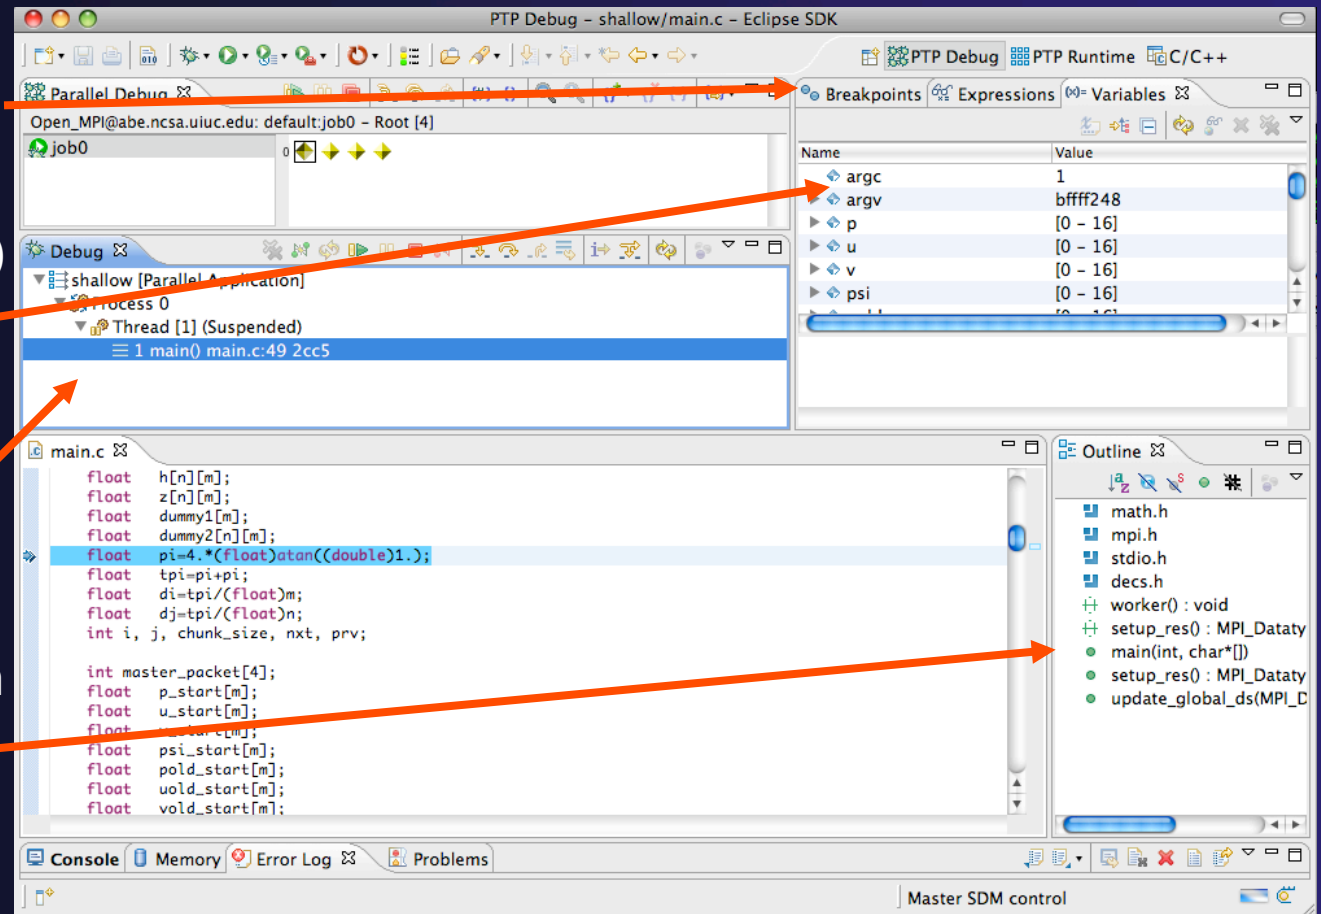 PTP Debug – shallow/main.c – Eclipse SDK
PTP Debug PTP Runtime C/C++
Parallel Debug
Open_MPI@abe.ncsa.uiuc.edu: default:job0 – Root [4]
job0
0
Breakpoints Expressions (x)= Variables
Name Value
argc 1
argv bffff248
p [0 – 16]
u [0 – 16]
v [0 – 16]
psi [0 – 16]
Debug
shallow [Parallel Application]
Process 0
Thread [1] (Suspended)
1 main() main.c:49 2cc5
main.c
float h[n][m];
float z[n][m];
float dummy1[m];
float dummy2[n][m];
float pi=4.*(float)atan((double)1.);
float tpi=pi+pi;
float di=tpi/(float)m;
float dj=tpi/(float)n;
int i, j, chunk_size, nxt, prv;
int master_packet[4];
float p_start[m];
float u_start[m];
float
float psi_start[m];
float pold_start[m];
float uold_start[m];
float vold_start[m];
Outline
math.h
mpi.h
stdio.h
decs.h
worker() : void
setup_res() : MPI_Dataty
main(int, char*[])
setup_res() : MPI_Dataty
update_global_ds(MPI_D
Console Memory Error Log Problems
Master SDM control